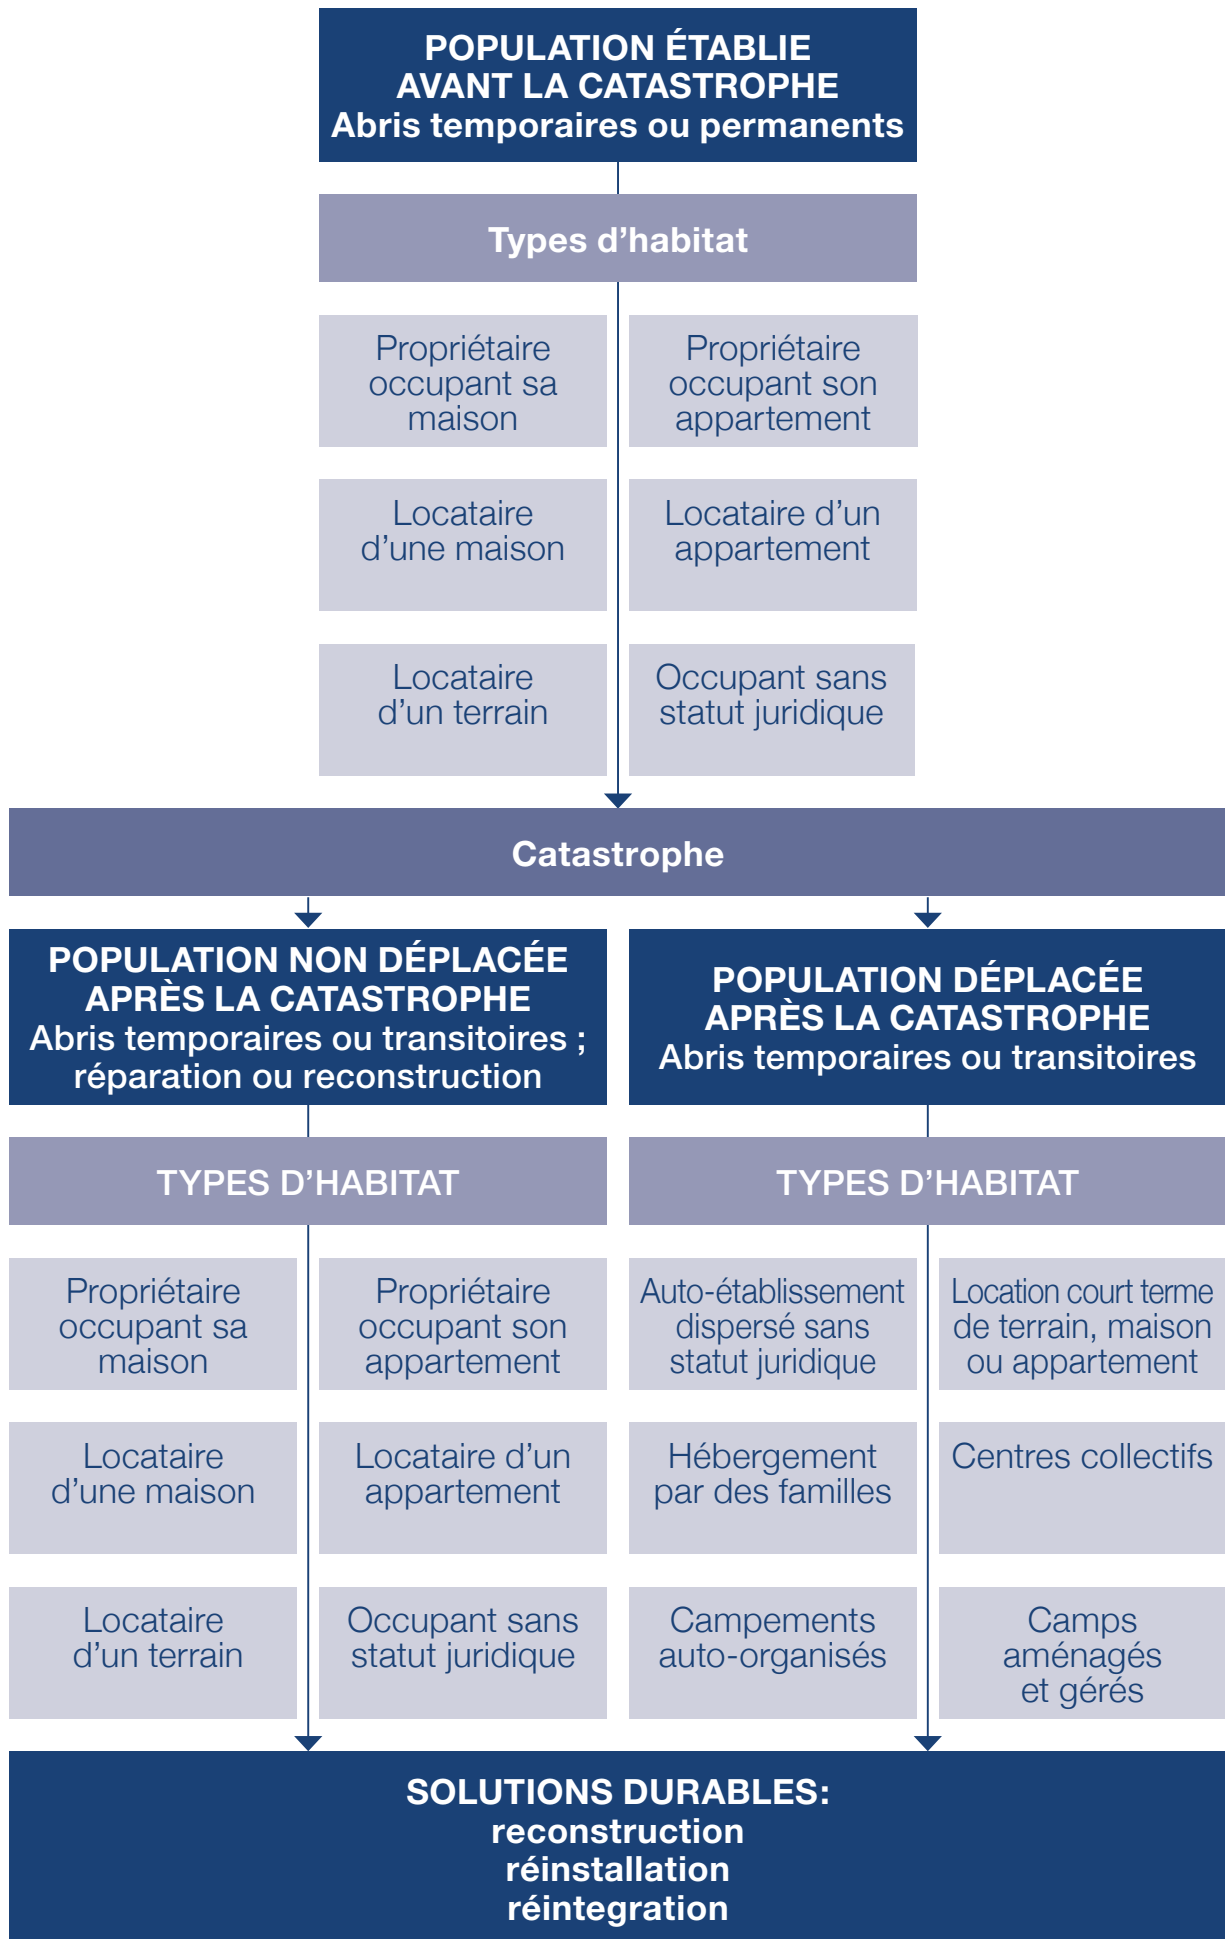 POPULATION ÉTABLIE
AVANT LA CATASTROPHE
Abris temporaires ou permanents
Types d’habitat
Propriétaire
occupant sa
maison
Propriétaire
occupant son
appartement
Locataire
d’une maison
Locataire d’un
appartement
Locataire
d’un terrain
Occupant sans
statut juridique
Catastrophe
POPULATION NON DÉPLACÉE
APRÈS LA CATASTROPHE
Abris temporaires ou transitoires ;
réparation ou reconstruction
POPULATION DÉPLACÉE
APRÈS LA CATASTROPHE
Abris temporaires ou transitoires
TYPES D’HABITAT
TYPES D’HABITAT
Propriétaire
occupant sa
maison
Propriétaire
occupant son
appartement
Auto-établissement
dispersé sans
statut juridique
Location court terme
de terrain, maison
ou appartement
Locataire
d’une maison
Locataire d’un
appartement
Hébergement
par des familles
Centres collectifs
Locataire
d’un terrain
Occupant sans
statut juridique
Campements
auto-organisés
Camps
aménagés
et gérés
SOLUTIONS DURABLES:
reconstruction
réinstallation
réintegration